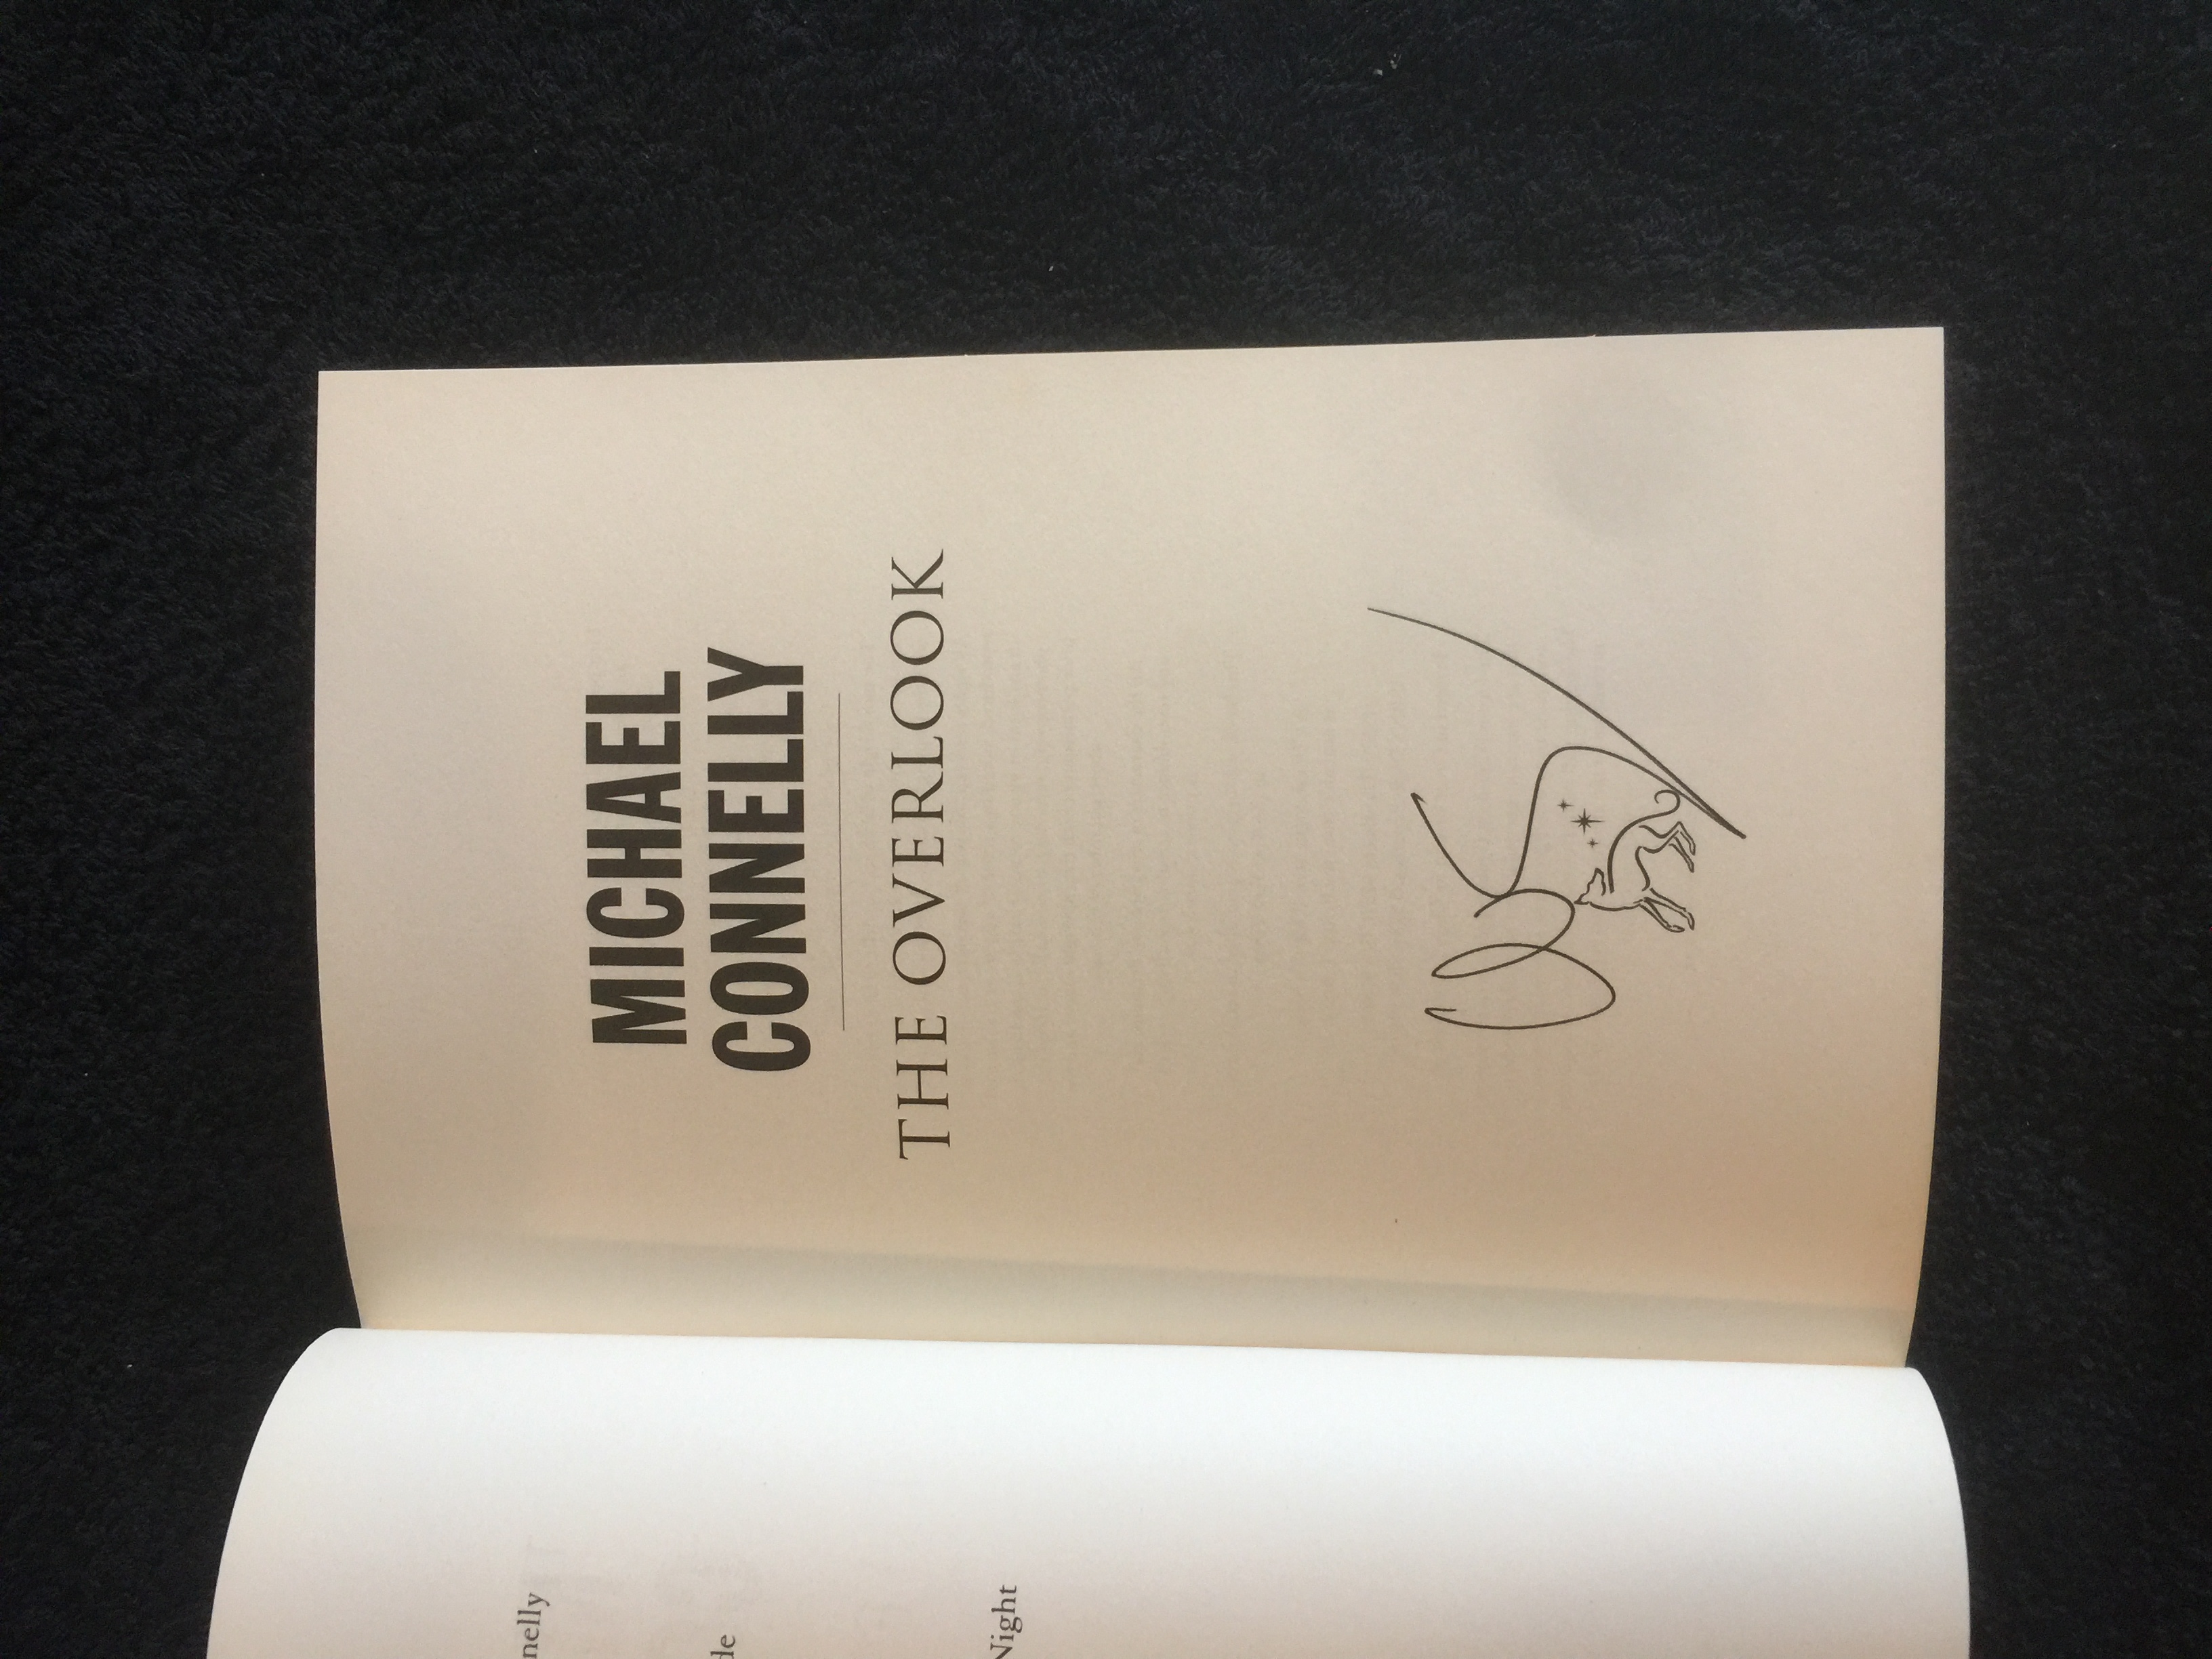 nelly
de
Night
MICHAEL
CONNELLY
THE OVERLOOK